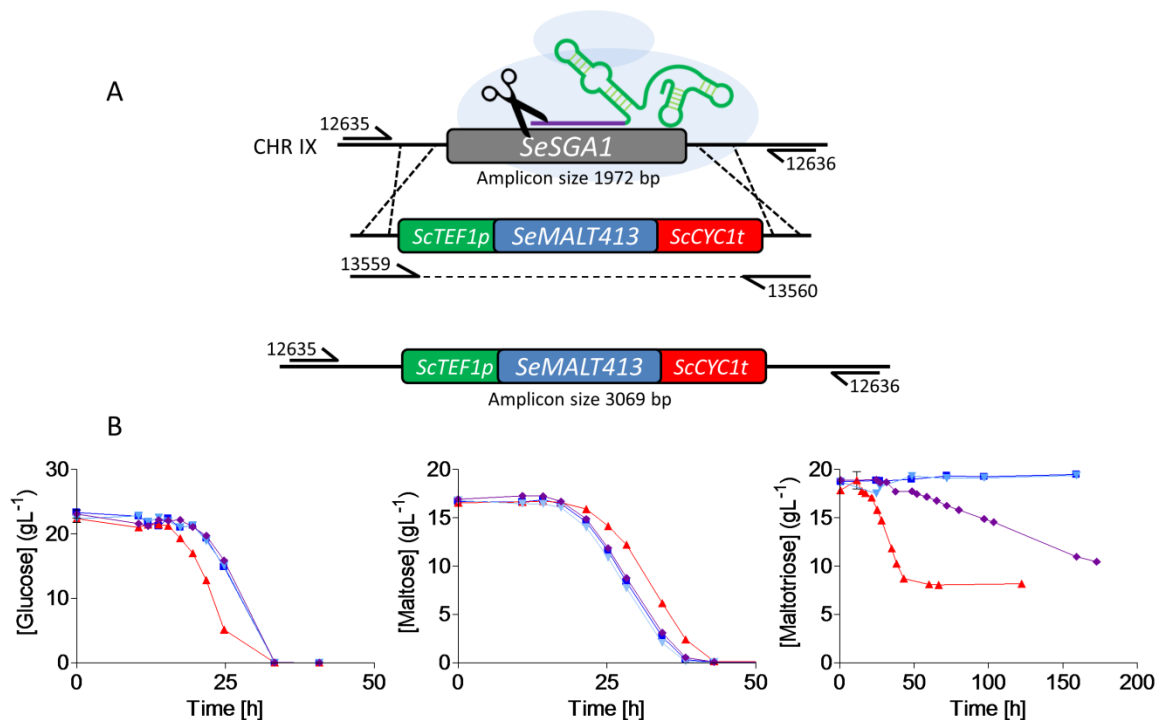 A
12635
CHR IX
SeSGA1
12636
Amplicon size 1972 bp
ScTEF1p SeMALT413 ScCYC1t
13559
13560
12635
ScTEF1p SeMALT413 ScCYC1t
12636
Amplicon size 3069 bp
B
[Glucose] (gL-1)
30
20
10
0
0 25 50
Time [h]
[Maltose] (gL-1)
20
15
10
5
0
0 25 50
Time [h]
[Maltotriose] (gL-1)
20
15
10
5
0
0 50 100 150 200
Time [h]